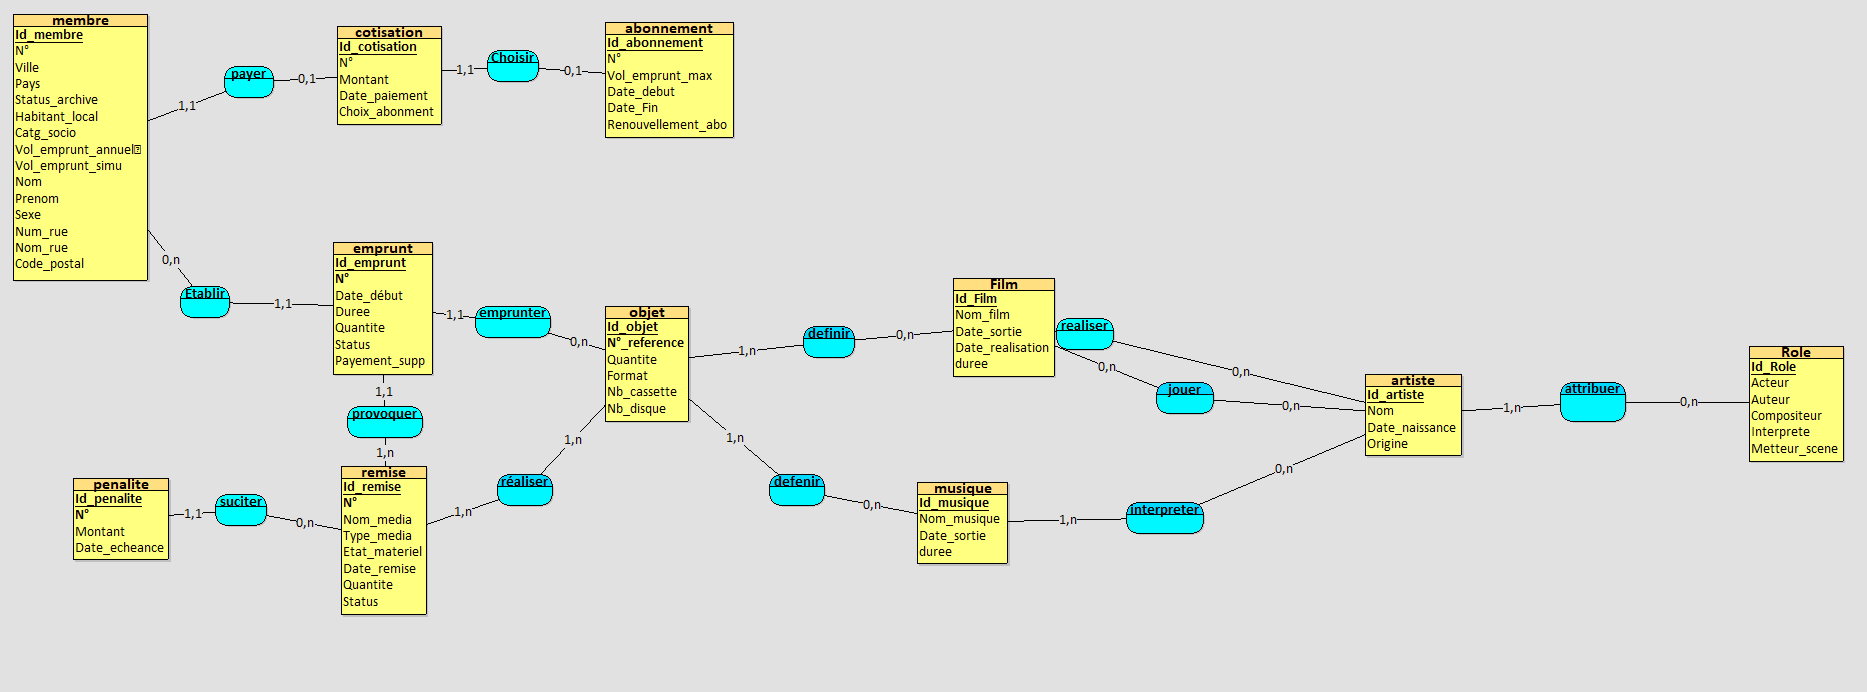 membre
Id_membre
N°
Ville
Pays
Status_archive
Habitant_local
Catg_socio
Vol_emprunt_annuel
Vol_emprunt_simu
Nom
Prenom
Sexe
Num_rue
Nom_rue
Code_postal
1,1
payer
0,1
cotisation
Id_cotisation
N°
Montant
Date_paiement
Choix_abonment
1,1
Choisir
0,1
abonnement
Id_abonnement
N°
Vol_emprunt_max
Date_debut
Date_Fin
Renouvellement_abo
0,n
Etablir
1,1
emprunt
Id_emprunt
N°
Date_début
Duree
Quantite
Status
Payement_supp
1,1
emprunter
0,n
objet
Id_objet
N°_reference
Quantite
Format
Nb_cassette
Nb_disque
1,n
definir
0,n
Film
Id_Film
Nom_film
Date_sortie
Date_realisation
duree
realiser
0,n
0,n
jouer
0,n
artiste
Id_artiste
Nom
Date_naissance
Origine
1,n
attribuer
0,n
Role
Id_Role
Acteur
Auteur
Compositeur
Interprete
Metteur_scene
1,1
provoquer
1,n
remise
Id_remise
N°
Nom_media
Type_media
Etat_materiel
Date_remise
Quantite
Status
penalite
Id_penalite
N°
Montant
Date_echeance
1,1
suciter
0,n
1,n
réaliser
1,n
1,n
defenir
0,n
musique
Id_musique
Nom_musique
Date_sortie
duree
1,n
interpreter
0,n